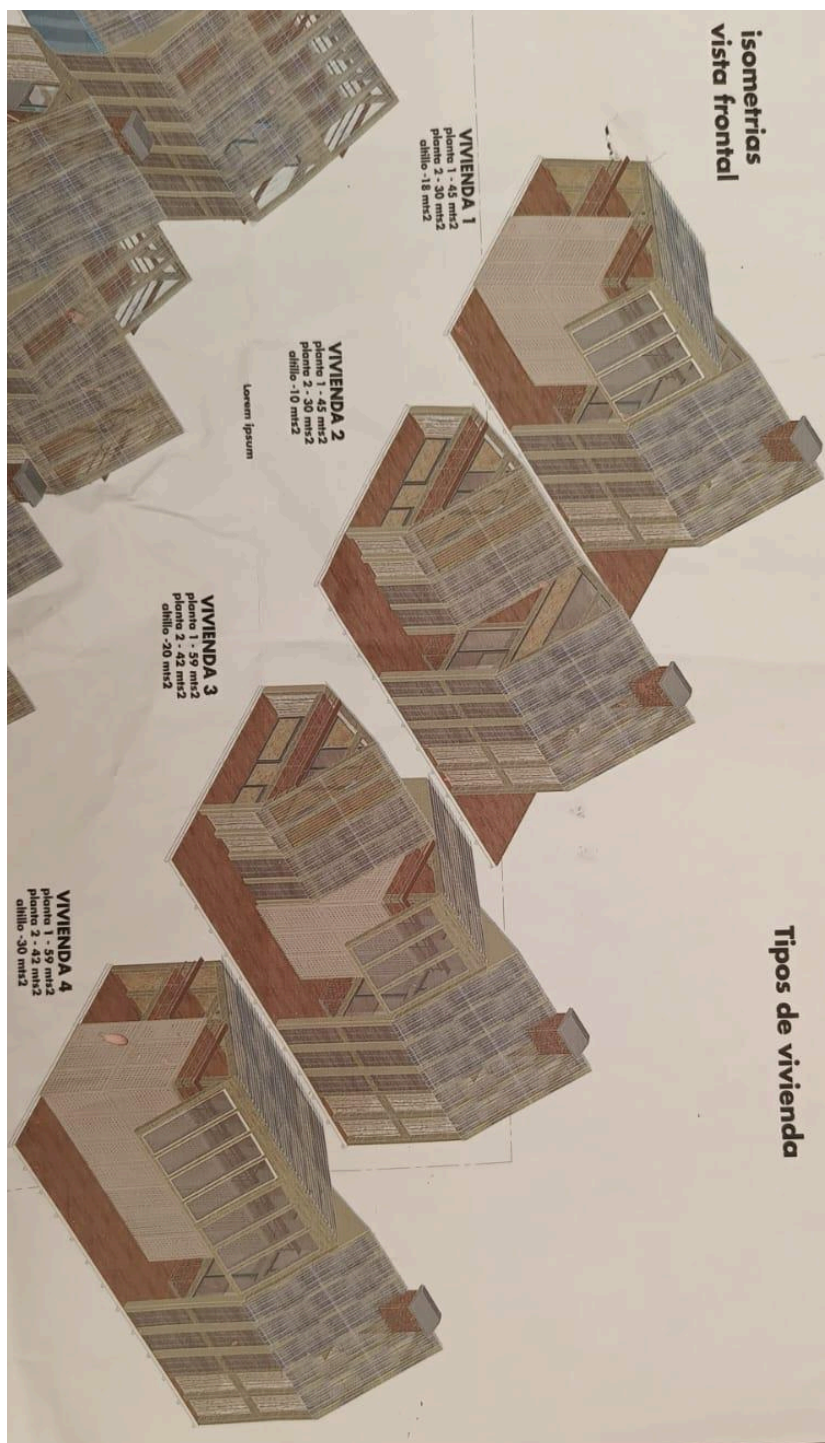 Tipos de vivienda
isometrias
vista frontal
VIVIENDA 1
planta 1 - 45 mts2
planta 2 - 30 mts2
altillo -18 mts2
VIVIENDA 2
planta 1 - 45 mts2
planta 2 - 30 mts2
altillo -10 mts2
Lorem ipsum
VIVIENDA 3
planta 1 - 59 mts2
planta 2 - 42 mts2
altillo -20 mts2
VIVIENDA 4
planta 1 - 59 mts2
planta 2 - 42 mts2
altillo -30 mts2